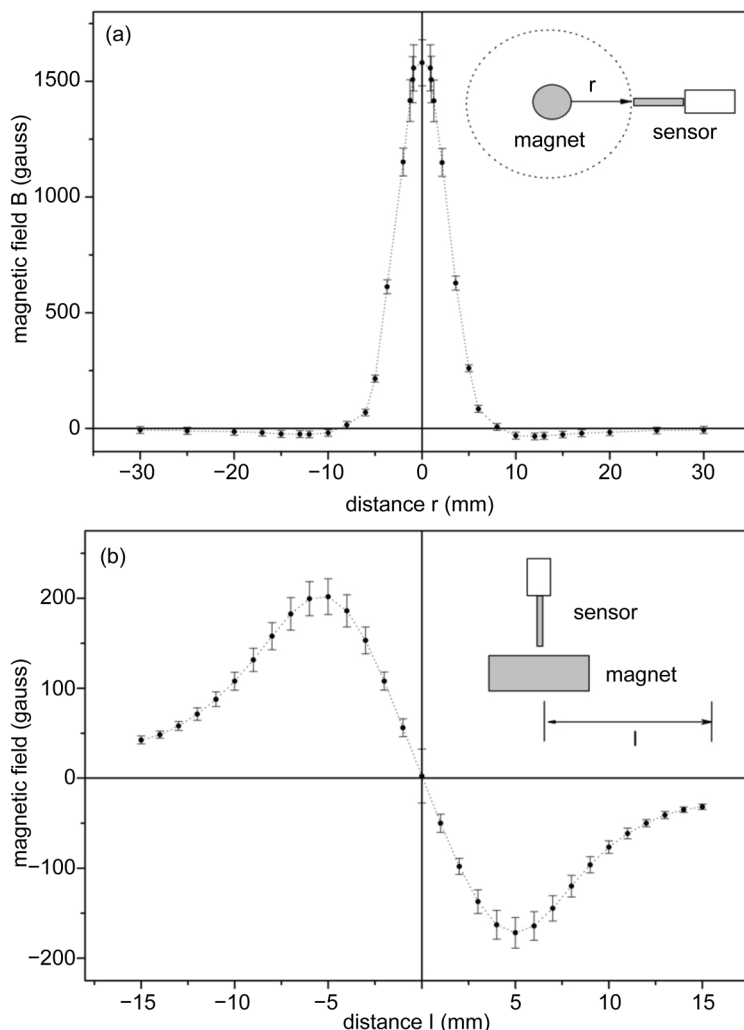 (a)
1500
1000
500
0
magnetic field B (gauss)
r
magnet
sensor
−30 −20 −10 0 10 20 30
distance r (mm)
(b)
200
100
0
−100
−200
magnetic field (gauss)
sensor
magnet
l
−15 −10 −5 5 10 15
distance l (mm)